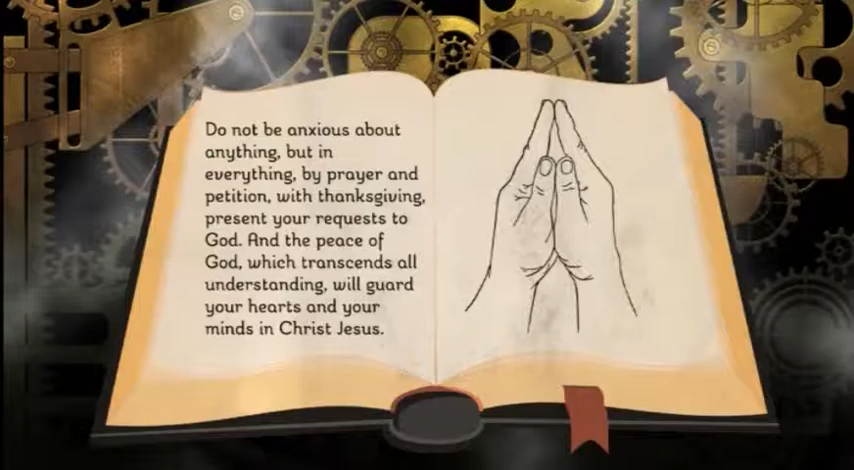 Do not be anxious about
anything, but in
everything, by prayer and
petition, with thanksgiving,
present your requests to
God. And the peace of
God, which transcends all
understanding, will guard
your hearts and your
minds in Christ Jesus.